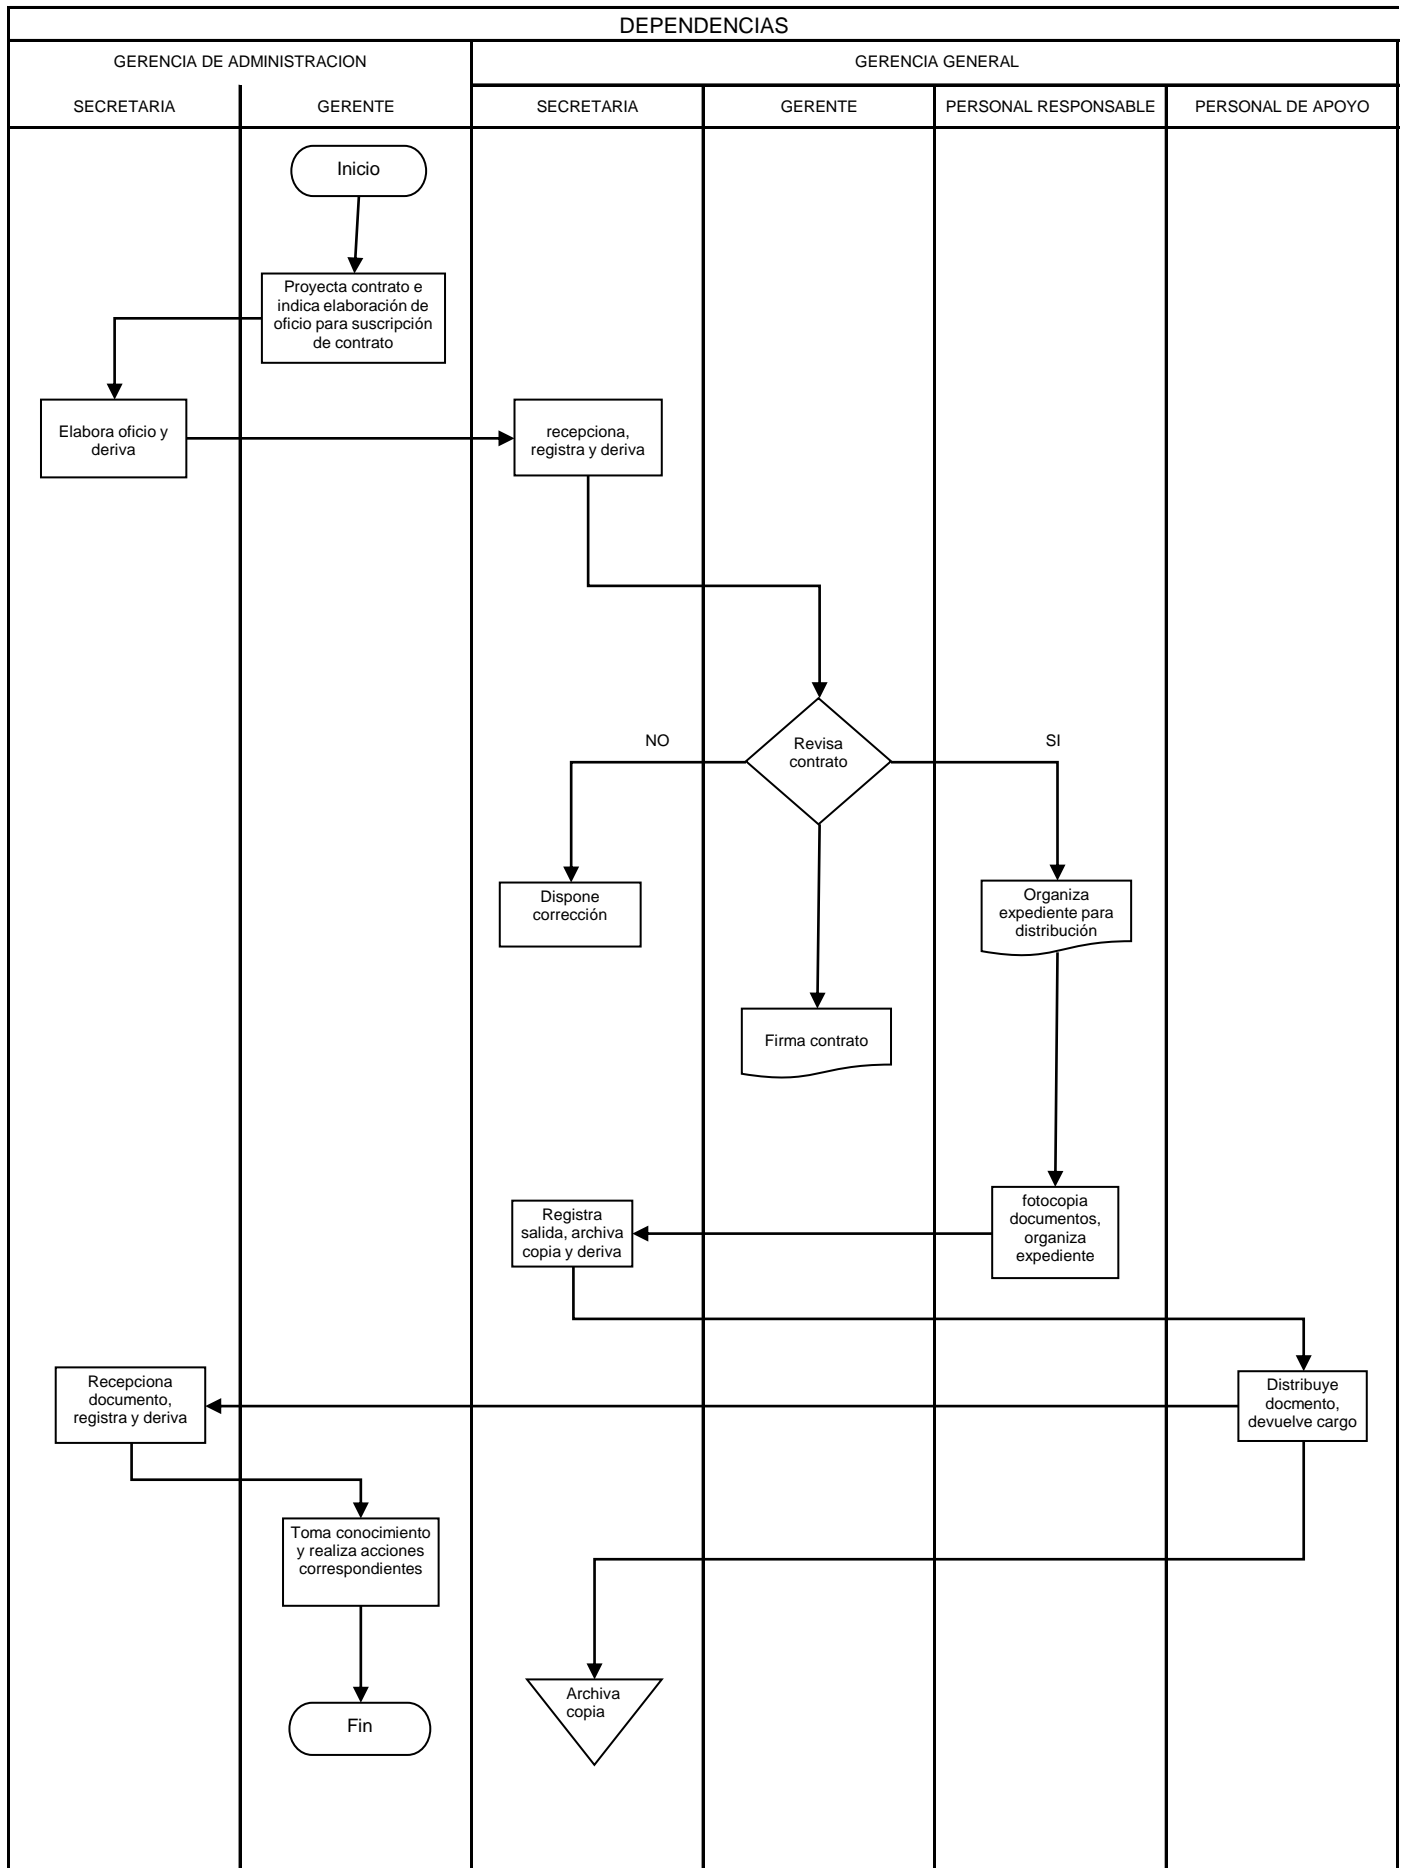 DEPENDENCIAS
GERENCIA DE ADMINISTRACION
GERENCIA GENERAL
SECRETARIA
GERENTE
SECRETARIA
GERENTE
PERSONAL RESPONSABLE
PERSONAL DE APOYO
Inicio
Proyecta contrato e
indica elaboración de
oficio para suscripción
de contrato
Elabora oficio y
deriva
recepciona,
registra y deriva
NO
Revisa
contrato
SI
Dispone
corrección
Organiza
expediente para
distribución
Firma contrato
Registra
salida, archiva
copia y deriva
fotocopia
documentos,
organiza
expediente
Recepciona
documento,
registra y deriva
Distribuye
docmento,
devuelve cargo
Toma conocimiento
y realiza acciones
correspondientes
Archiva
copia
Fin